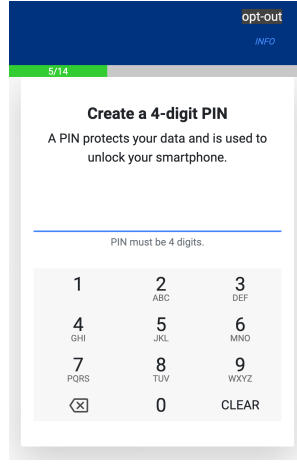 opt-out
INFO
5/14
Create a 4-digit PIN
A PIN protects your data and is used to
unlock your smartphone.
PIN must be 4 digits.
1 2 3
ABC DEF
4 5 6
GHI JKL MNO
7 8 9
PQRS TUV WXYZ
0 CLEAR